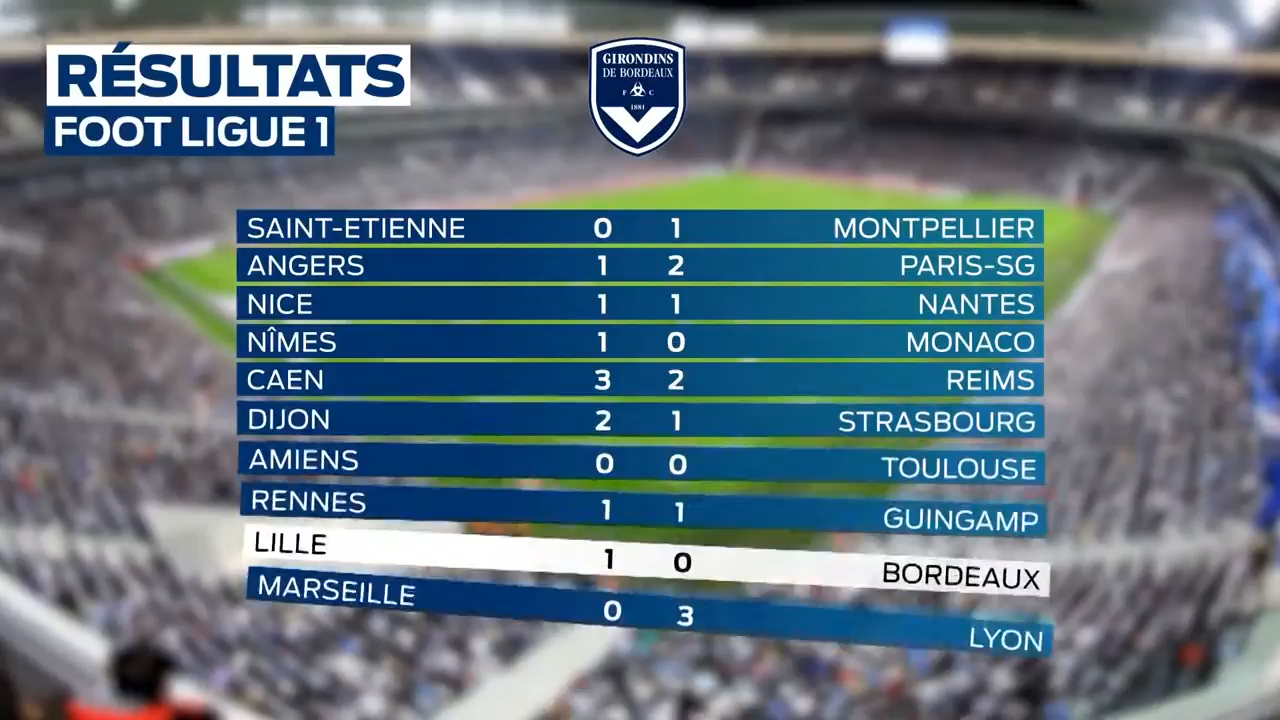 RÉSULTATS
FOOT LIGUE 1
GIRONDINS
DE BORDEAUX
F C
1881
SAINT-ETIENNE 0 1 MONTPELLIER
ANGERS 1 2 PARIS-SG
NICE 1 1 NANTES
NÎMES 1 0 MONACO
CAEN 3 2 REIMS
DIJON 2 1 STRASBOURG
AMIENS 0 0 TOULOUSE
RENNES 1 1 GUINGAMP
LILLE 1 0 BORDEAUX
MARSEILLE 0 3 LYON